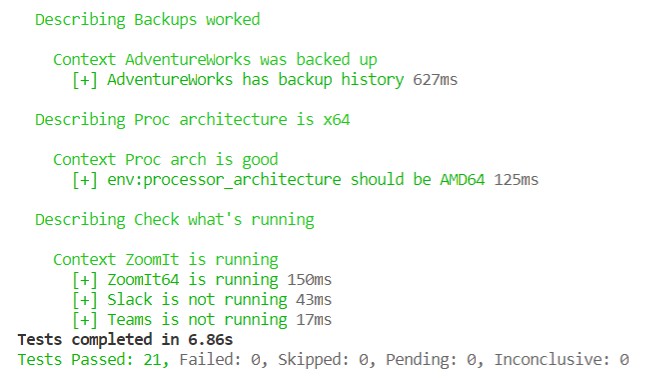 Describing Backups worked
Context AdventureWorks was backed up
[+] AdventureWorks has backup history 627ms
Describing Proc architecture is x64
Context Proc arch is good
[+] env:processor_architecture should be AMD64 125ms
Describing Check what's running
Context ZoomIt is running
[+] ZoomIt64 is running 150ms
[+] Slack is not running 43ms
[+] Teams is not running 17ms
Tests completed in 6.86s
Tests Passed: 21, Failed: 0, Skipped: 0, Pending: 0, Inconclusive: 0